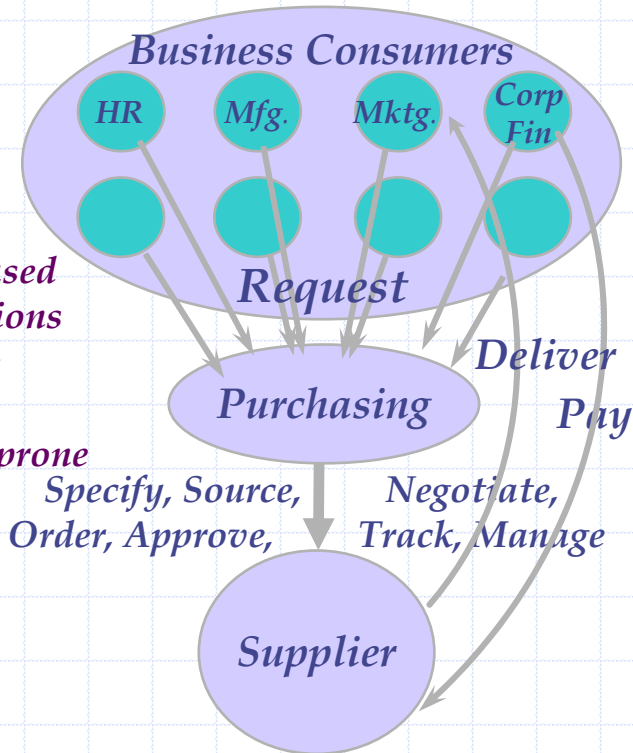 Business Consumers
HR
Mfg.
Mktg.
Corp
Fin
Request
Deliver
Pay
Purchasing
prone
Specify, Source,
Order, Approve,
Negotiate,
Track, Manage
Supplier